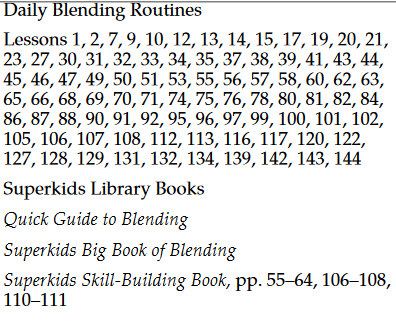 Daily Blending Routines
Lessons 1, 2, 7, 9, 10, 12, 13, 14, 15, 17, 19, 20, 21,
23, 27, 30, 31, 32, 33, 34, 35, 37, 38, 39, 41, 43, 44,
45, 46, 47, 49, 50, 51, 53, 55, 56, 57, 58, 60, 62, 63,
65, 66, 68, 69, 70, 71, 74, 75, 76, 78, 80, 81, 82, 84,
86, 87, 88, 90, 91, 92, 95, 96, 97, 99, 100, 101, 102,
105, 106, 107, 108, 112, 113, 116, 117, 120, 122,
127, 128, 129, 131, 132, 134, 139, 142, 143, 144
Superkids Library Books
Quick Guide to Blending
Superkids Big Book of Blending
Superkids Skill-Building Book, pp. 55–64, 106–108,
110–111